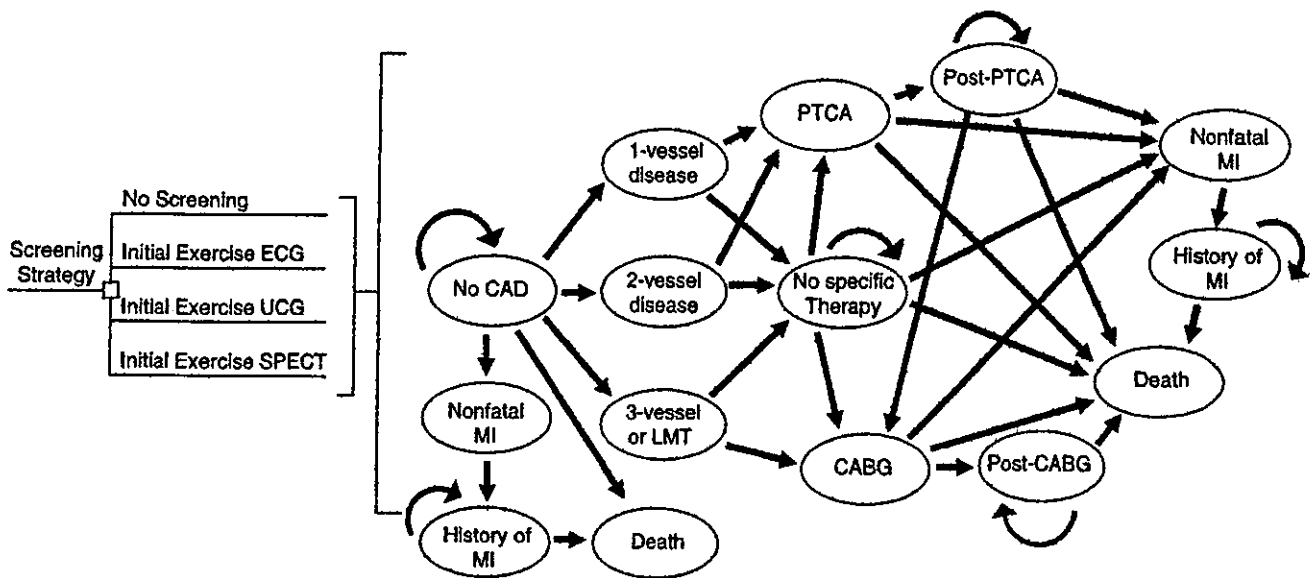 Screening
Strategy
No Screening
Initial Exercise ECG
Initial Exercise UCG
Initial Exercise SPECT
No CAD
Nonfatal
MI
History of
MI
Death
1-vessel
disease
2-vessel
disease
3-vessel
or LMT
PTCA
No specific
Therapy
CABG
Post-PTCA
Post-CABG
Nonfatal
MI
History of
MI
Death